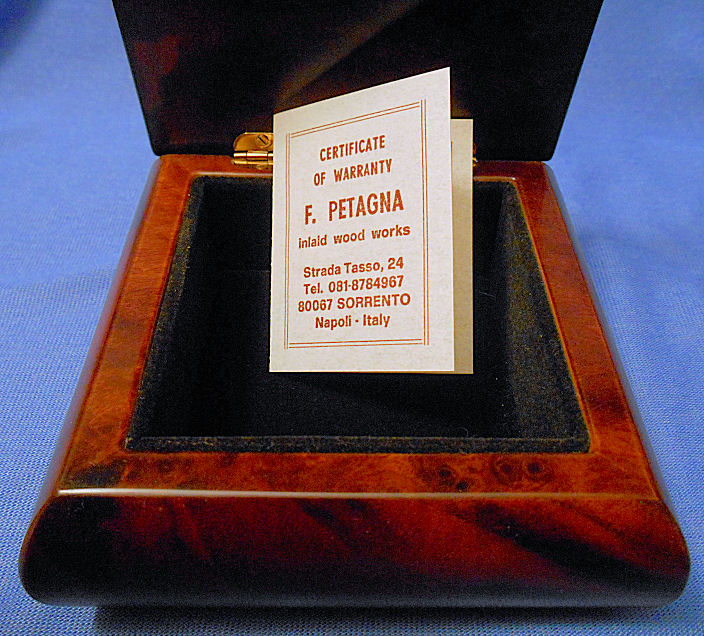 CERTIFICATE
OF WARRANTY
F. PETAGNA
inlaid wood works
Strada Tasso, 24
Tel. 081-8784967
80067 SORRENTO
Napoli - Italy